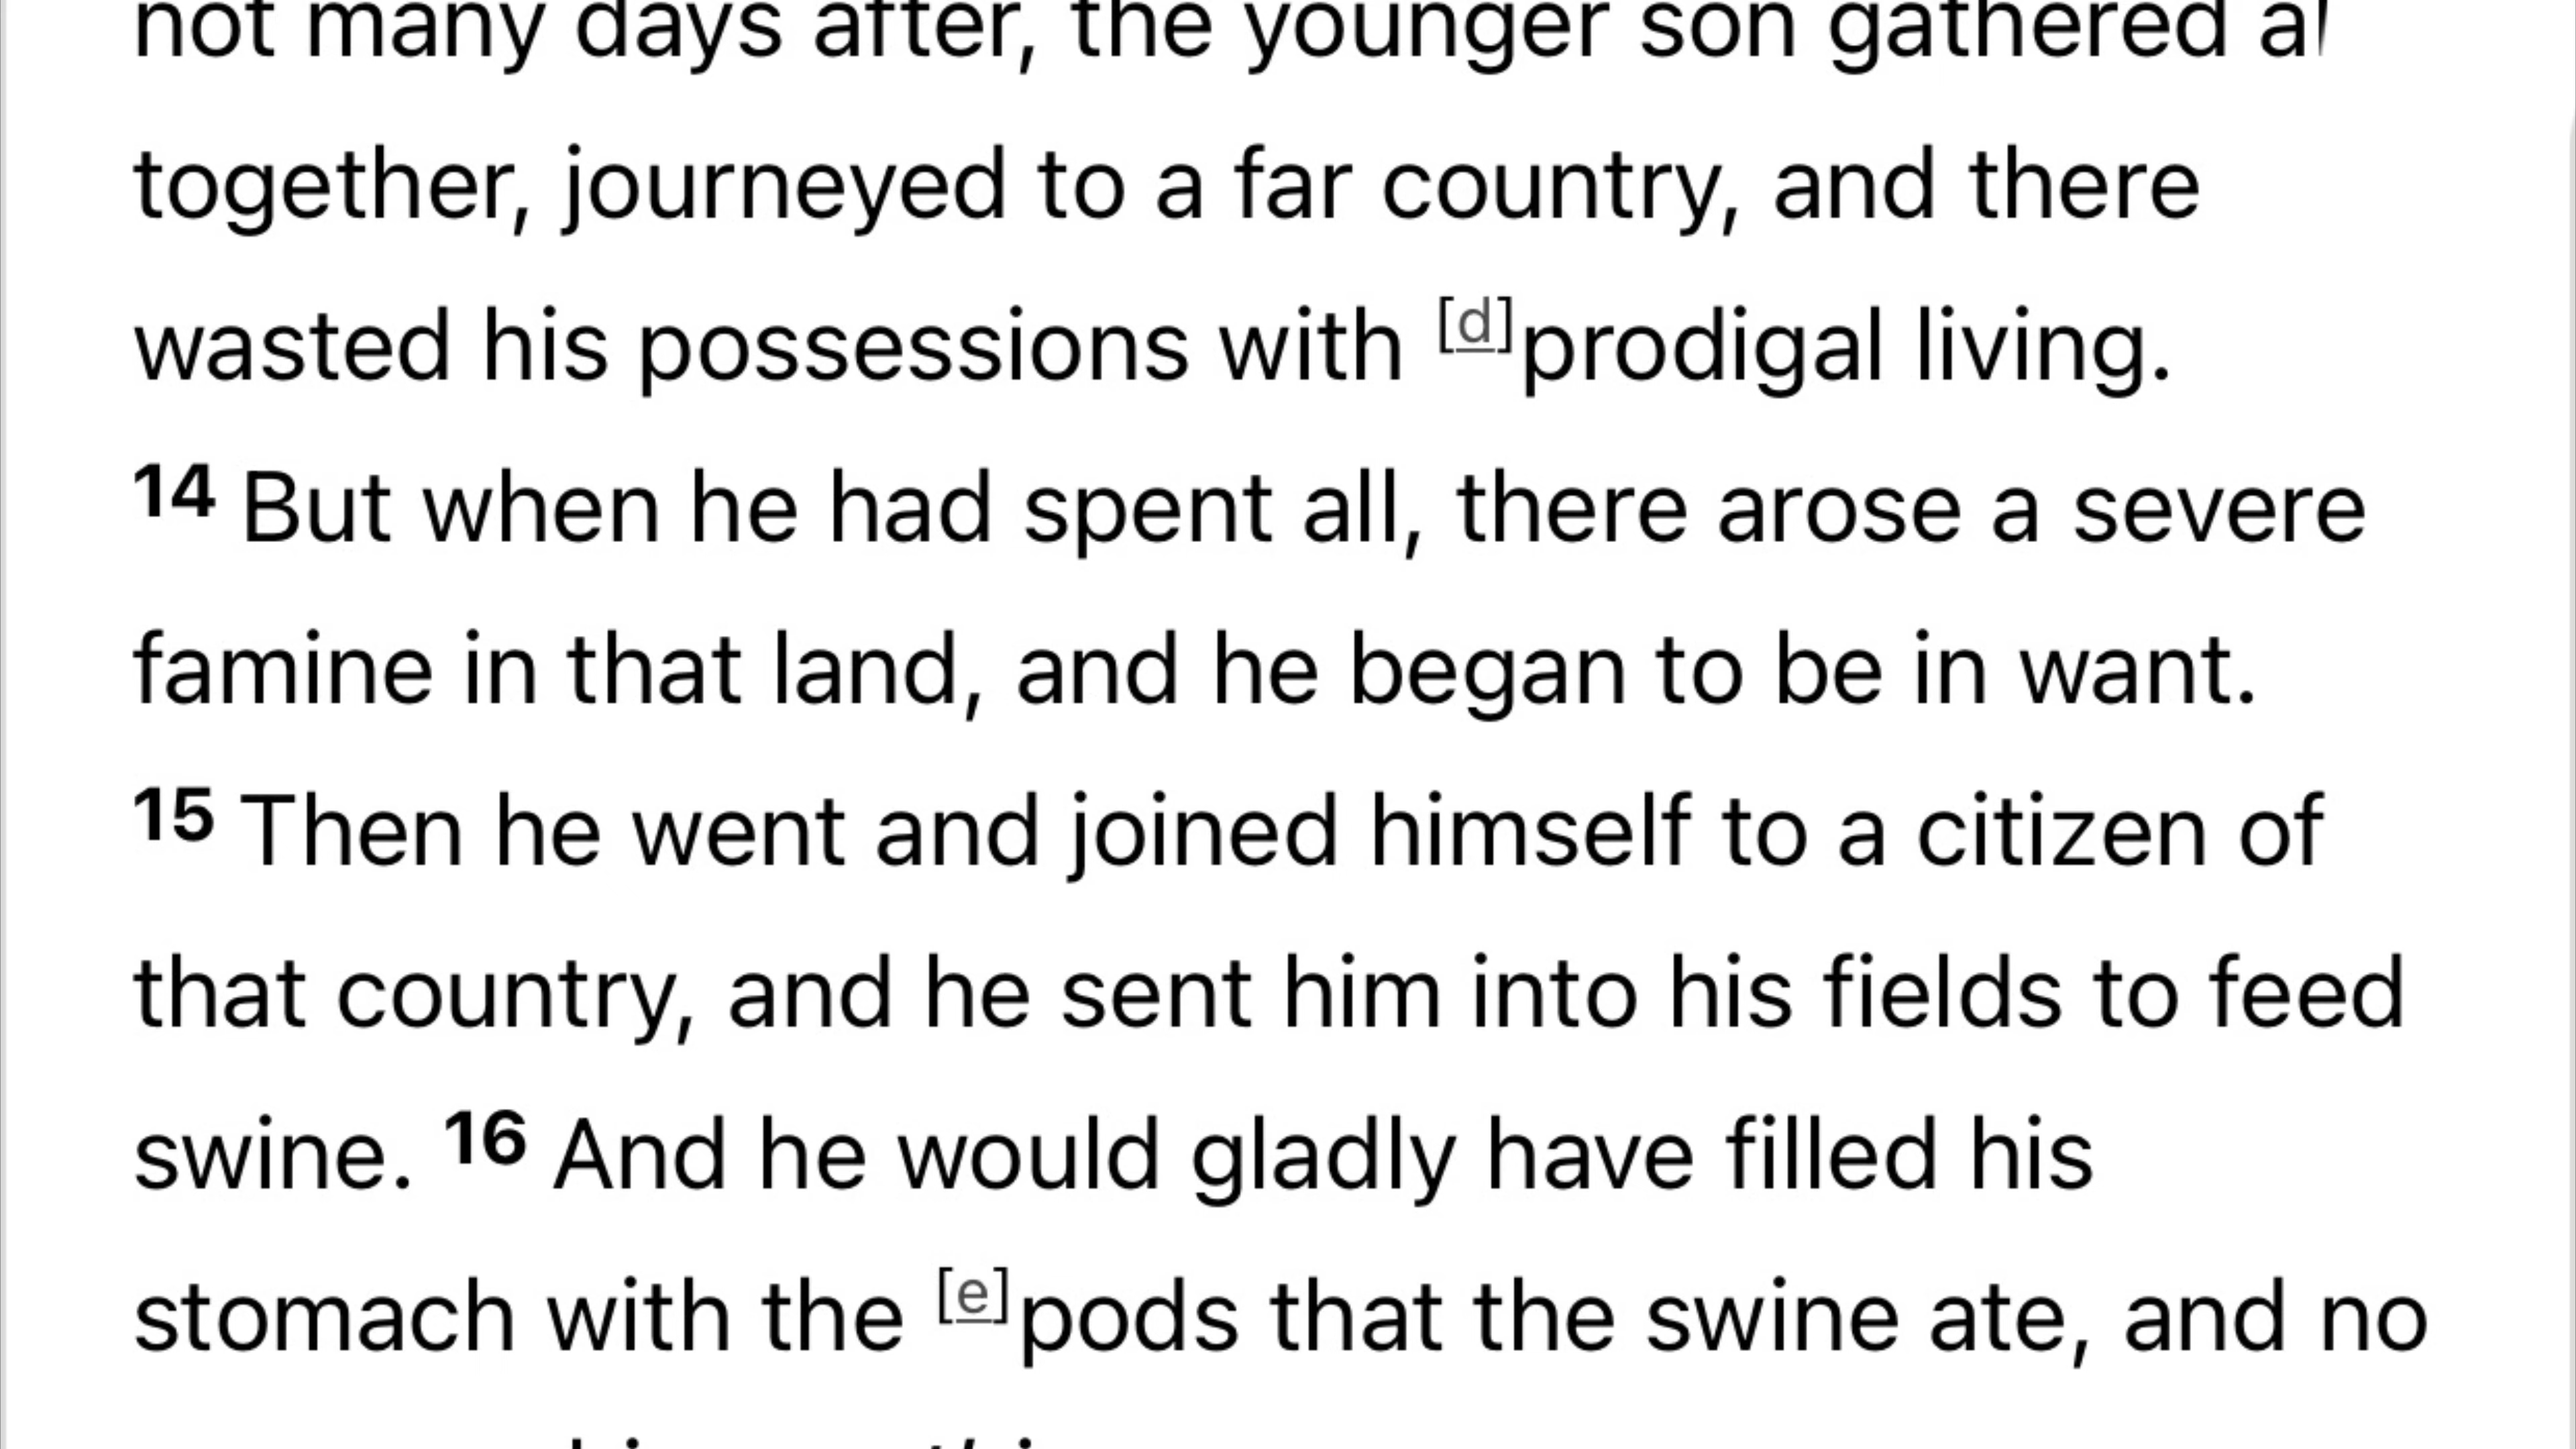 not many days after, the younger son gathered
together, journeyed to a far country, and there
wasted his possessions with [d]prodigal living.
14 But when he had spent all, there arose a severe
famine in that land, and he began to be in want.
15 Then he went and joined himself to a citizen of
that country, and he sent him into his fields to feed
swine. 16 And he would gladly have filled his
stomach with the [e]pods that the swine ate, and no